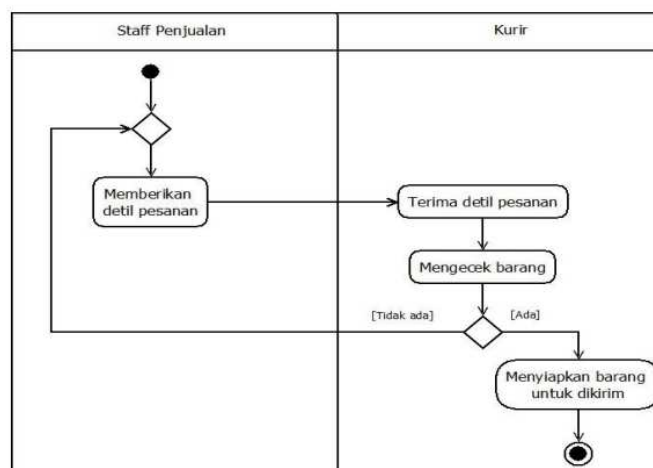 Staff Penjualan
Kurir
Memberikan
detil pesanan
Terima detil pesanan
Mengecek barang
[Tidak ada]
[Ada]
Menyiapkan barang
untuk dikirim